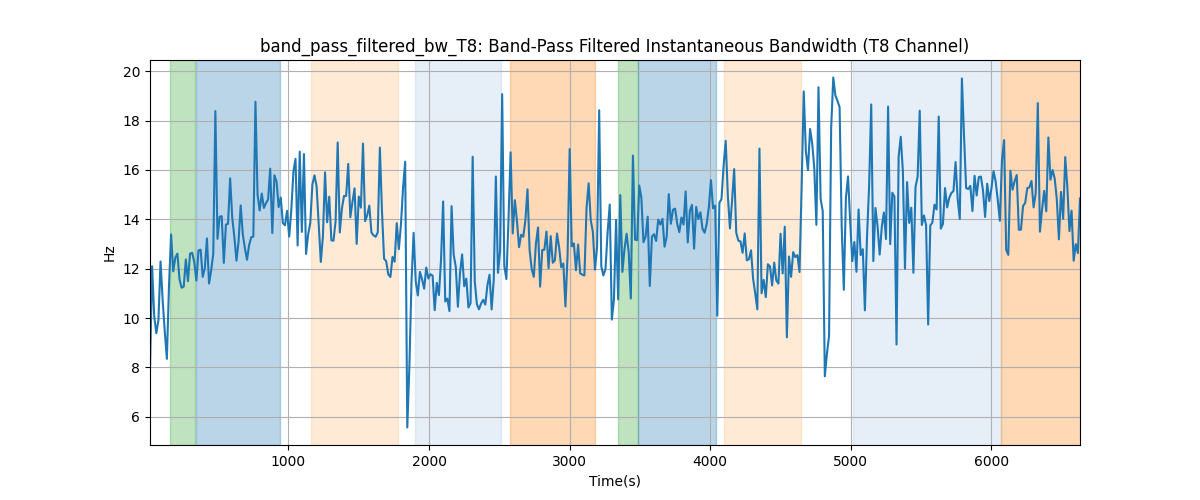 band_pass_filtered_bw_T8: Band-Pass Filtered Instantaneous Bandwidth (T8 Channel)
20
18
16
14
12
10
8
6
Hz
1000 2000 3000 4000 5000 6000
Time(s)